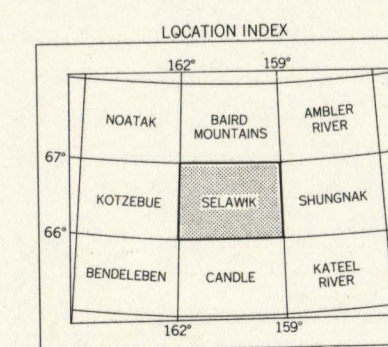 LOCATION INDEX
162° 159°
NOATAK BAIRD MOUNTAINS AMBLER RIVER
67°
KOTZEBUE SELAWIK SHUNGNAK
66°
BENDELEBEN CANDLE KATEEL RIVER
162° 159°